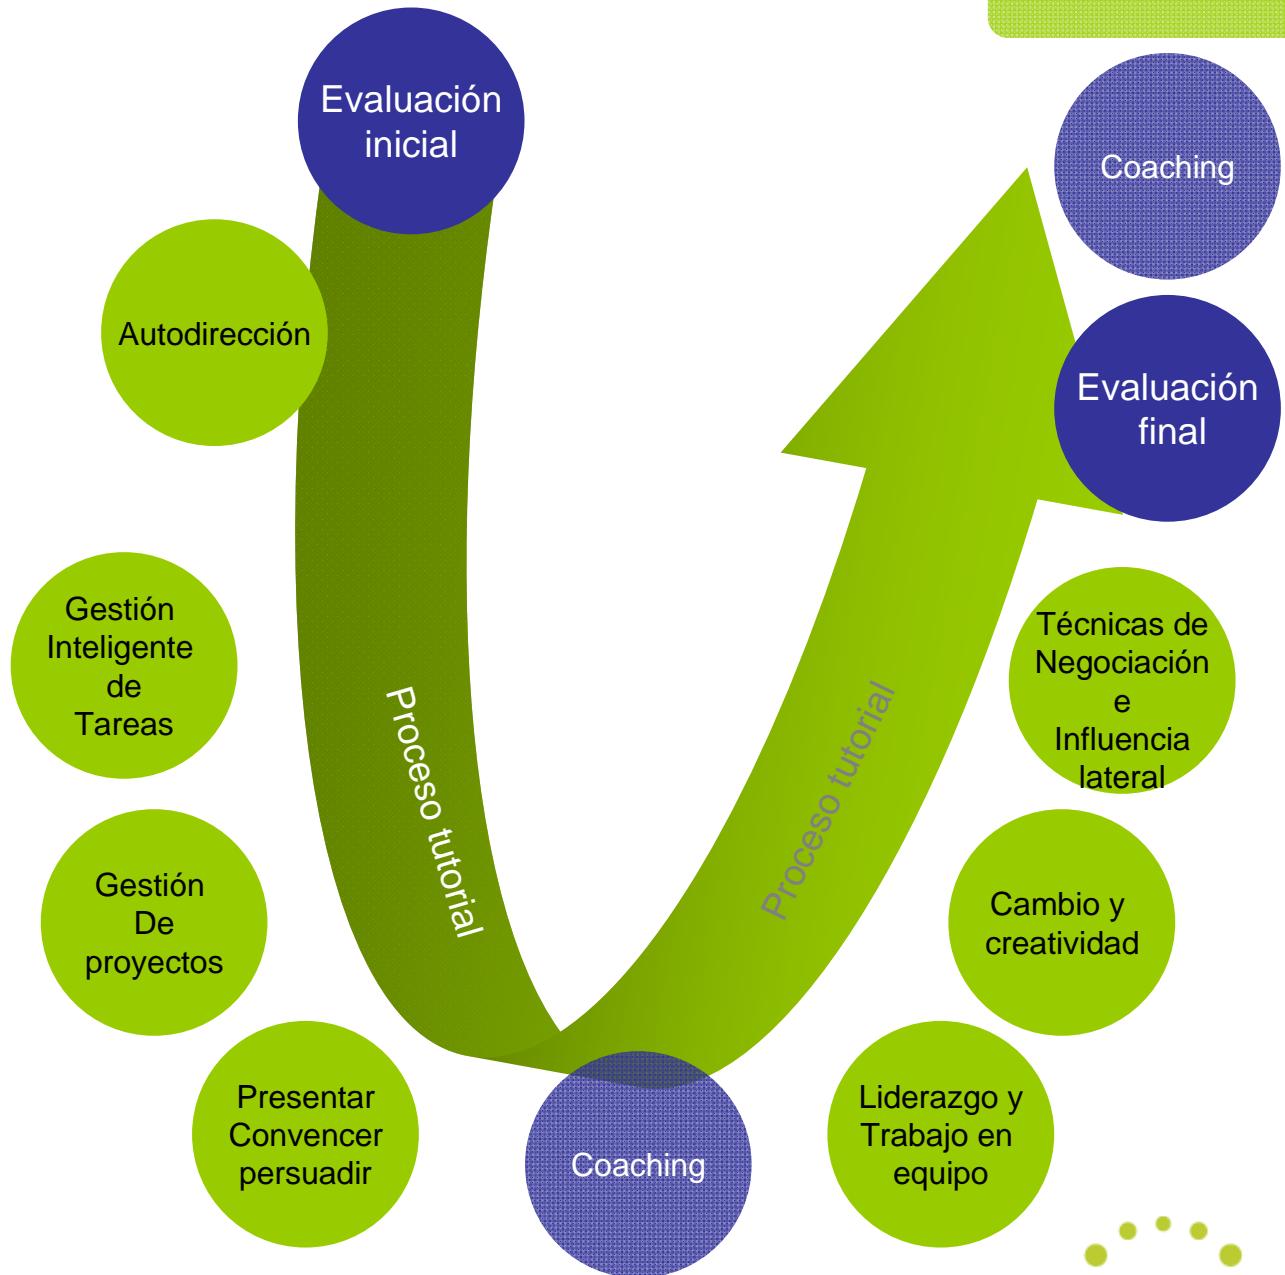 Evaluación
inicial
Autodirección
Gestión
Inteligente
de
Tareas
Gestión
De
proyectos
Presentar
Convencer
persuadir
Proceso tutorial
Coaching
Proceso tutorial
Liderazgo y
Trabajo en
equipo
Cambio y
creatividad
Técnicas de
Negociación
e
Influencia
lateral
Evaluación
final
Coaching